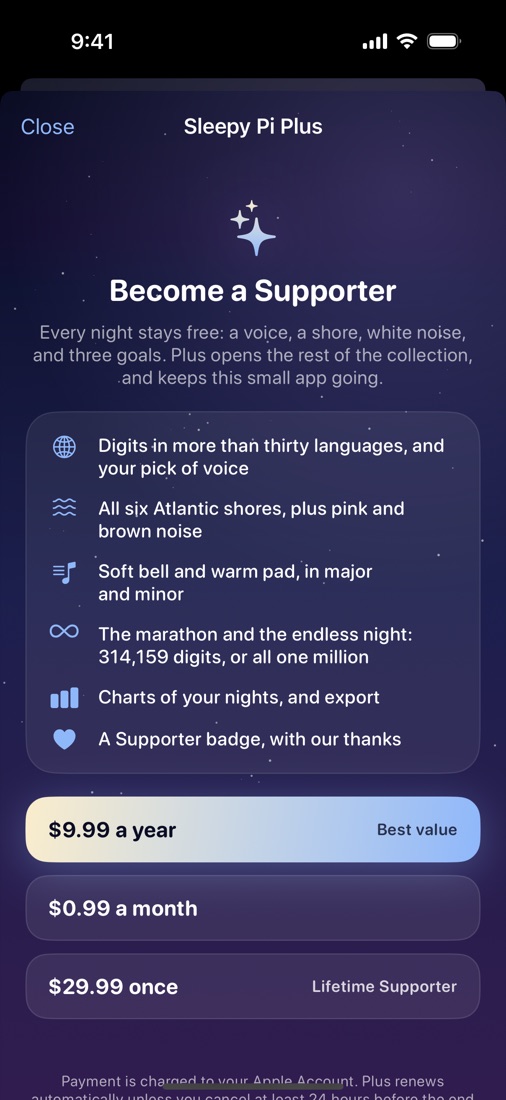 9:41
Close
Sleepy Pi Plus
Become a Supporter
Every night stays free: a voice, a shore, white noise,
and three goals. Plus opens the rest of the collection,
and keeps this small app going.
Digits in more than thirty languages, and
your pick of voice
All six Atlantic shores, plus pink and
brown noise
Soft bell and warm pad, in major
and minor
The marathon and the endless night:
314,159 digits, or all one million
Charts of your nights, and export
A Supporter badge, with our thanks
$9.99 a year
Best value
$0.99 a month
$29.99 once
Lifetime Supporter
Payment is charged to your Apple Account. Plus renews
automatically unless you cancel at least 24 hours before the end